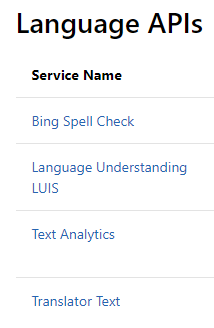 Language APIs
Service Name
Bing Spell Check
Language Understanding
LUIS
Text Analytics
Translator Text